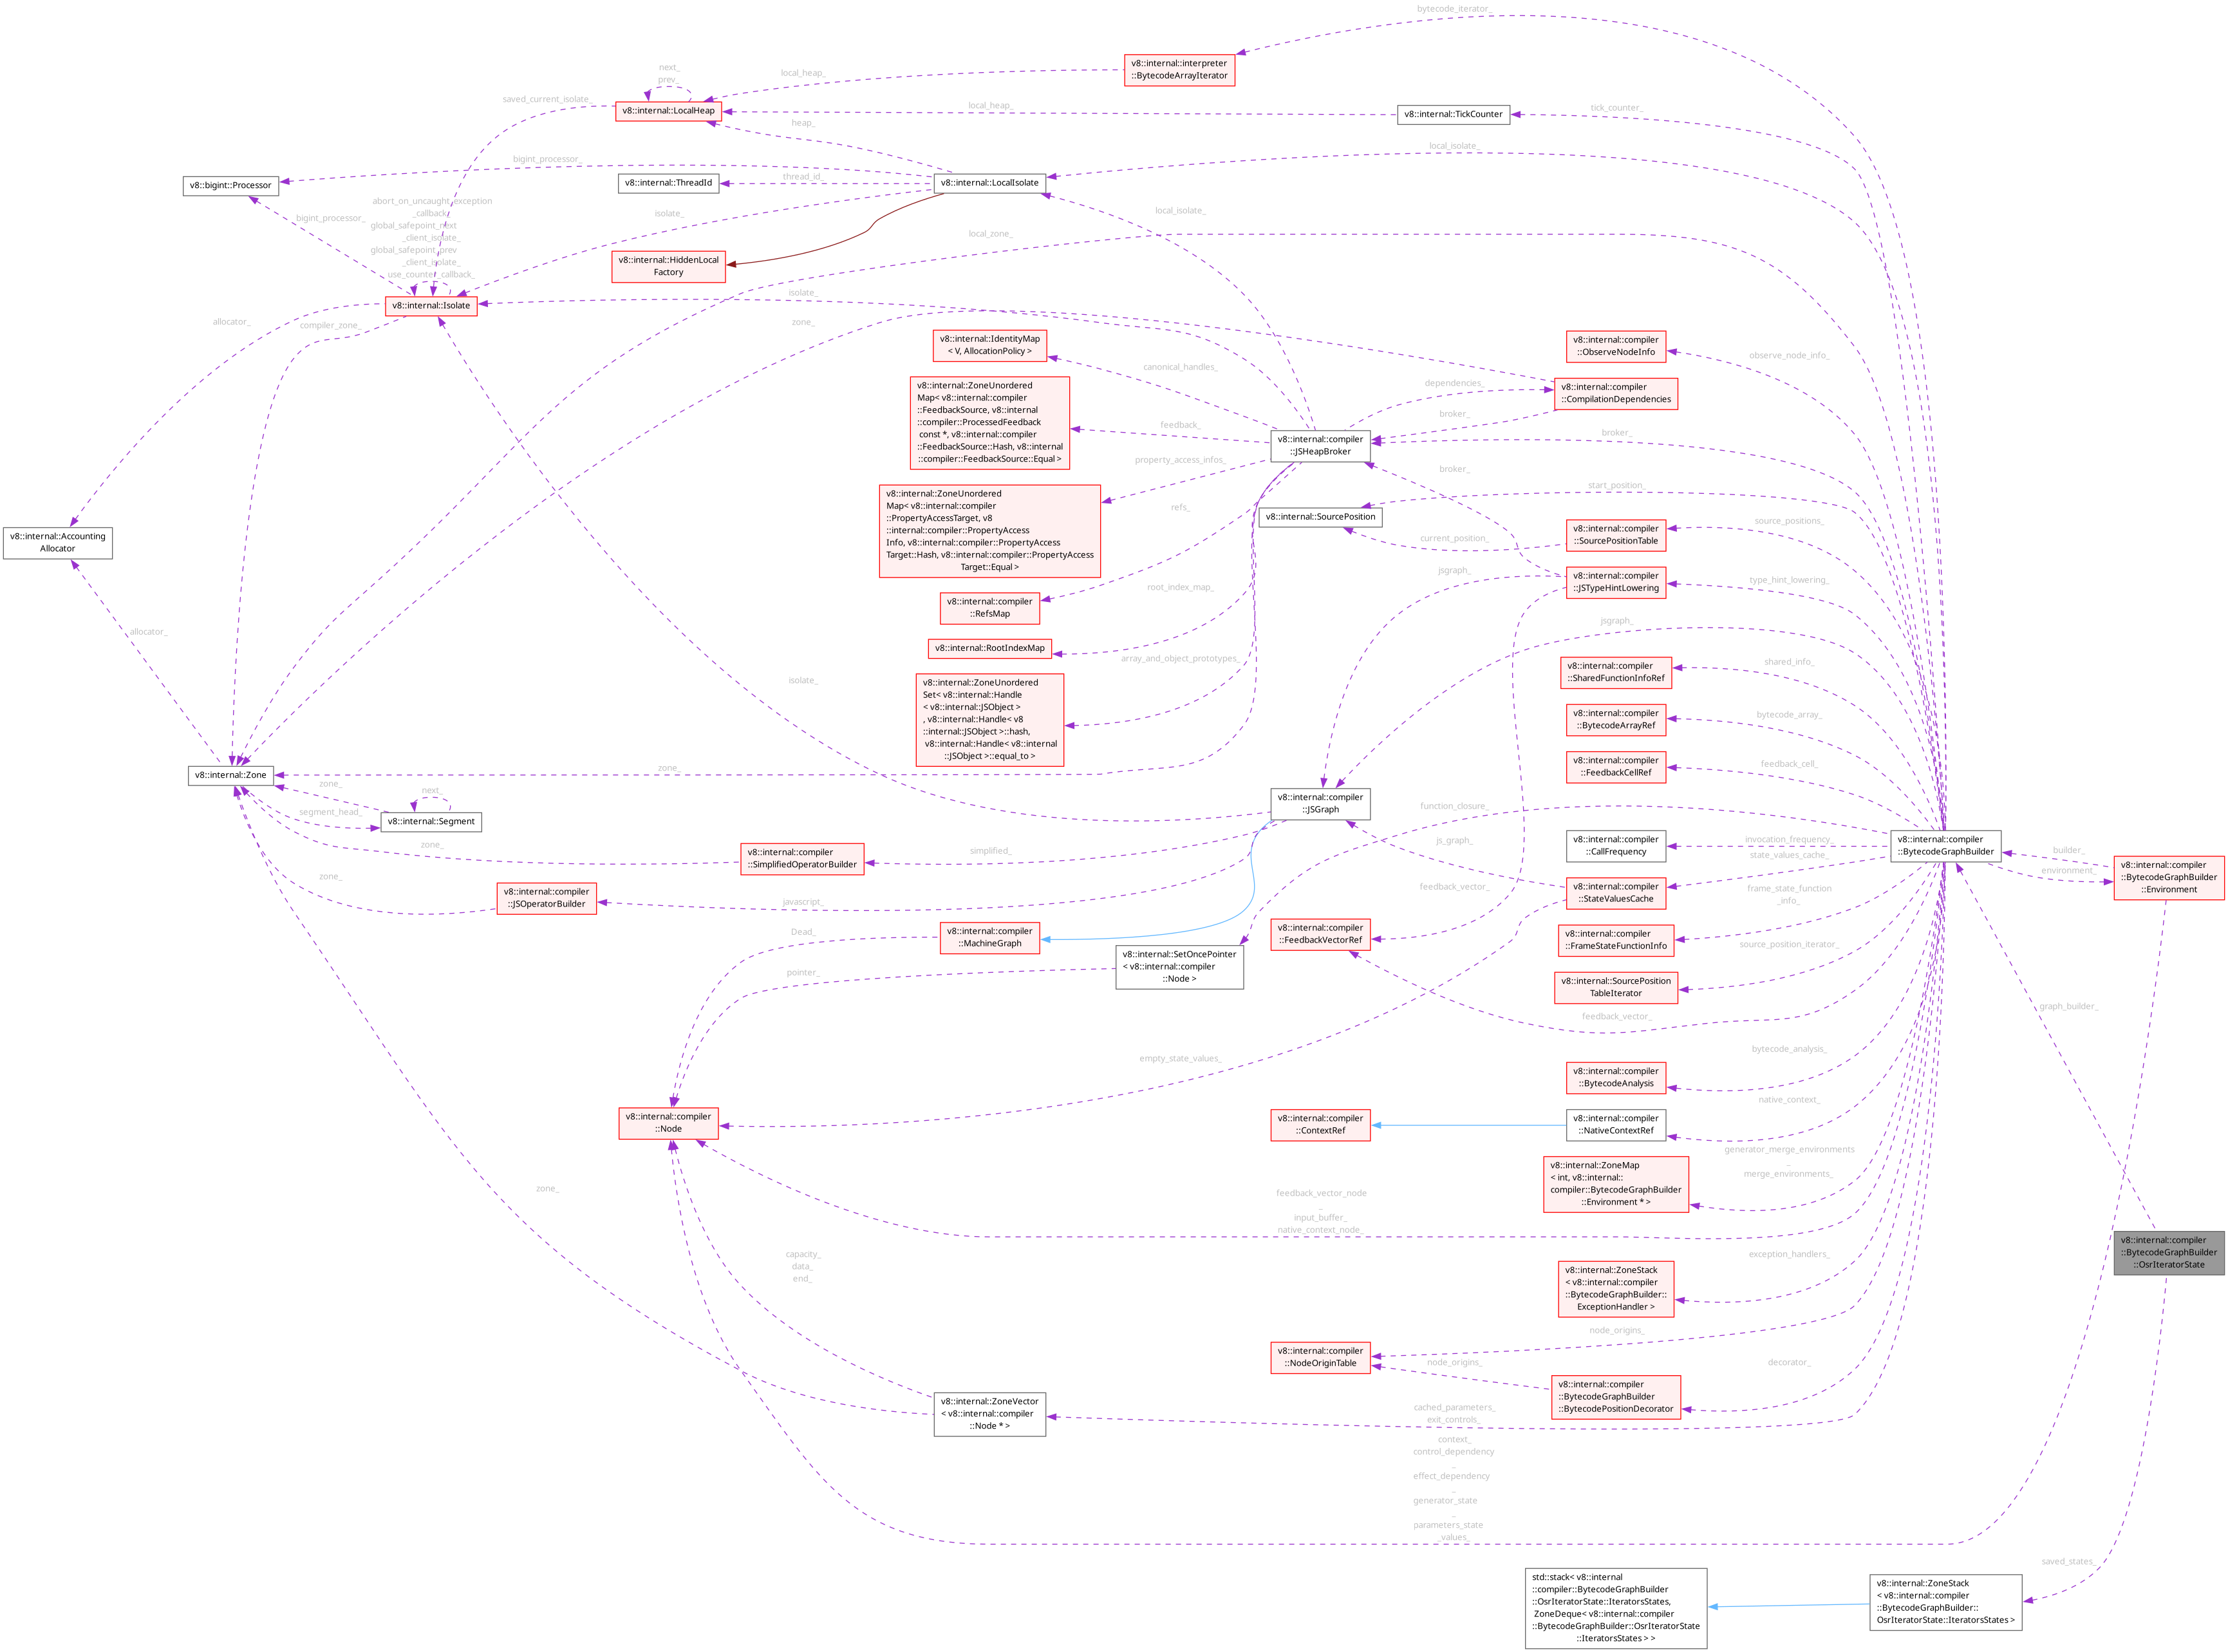 bytecode_iterator_
v8::internal::interpreter
::BytecodeArrayIterator
next_
prev_
local_heap_
saved_current_isolate_
v8::internal::LocalHeap
local_heap_
v8::internal::TickCounter
tick_counter_
heap_
bigint_processor_
local_isolate_
v8::bigint::Processor
v8::internal::ThreadId
thread_id_
v8::internal::LocalIsolate
abort_on_uncaught_exception
_callback_
bigint_processor_
global_safepoint_next
_client_isolate_
global_safepoint_prev
_client_isolate_
use_counter_callback_
isolate_
local_isolate_
local_zone_
v8::internal::HiddenLocal
Factory
v8::internal::Isolate
isolate_
allocator_
compiler_zone_
zone_
v8::internal::IdentityMap
< V, AllocationPolicy >
v8::internal::compiler
::ObserveNodeInfo
observe_node_info_
canonical_handles_
v8::internal::ZoneUnordered
Map< v8::internal::compiler
::FeedbackSource, v8::internal
::compiler::ProcessedFeedback
const *, v8::internal::compiler
::FeedbackSource::Hash, v8::internal
::compiler::FeedbackSource::Equal >
feedback_
dependencies_
v8::internal::compiler
::CompilationDependencies
broker_
v8::internal::compiler
::JSHeapBroker
broker_
property_access_infos_
broker_
v8::internal::ZoneUnordered
Map< v8::internal::compiler
::PropertyAccessTarget, v8
::internal::compiler::PropertyAccess
Info, v8::internal::compiler::PropertyAccess
Target::Hash, v8::internal::compiler::PropertyAccess
Target::Equal >
refs_
v8::internal::SourcePosition
start_position_
v8::internal::Accounting
Allocator
current_position_
v8::internal::compiler
::SourcePositionTable
source_positions_
jsgraph_
v8::internal::compiler
::JSTypeHintLowering
type_hint_lowering_
v8::internal::compiler
::RefsMap
root_index_map_
allocator_
v8::internal::RootIndexMap
jsgraph_
array_and_object_prototypes_
isolate_
v8::internal::ZoneUnordered
Set< v8::internal::Handle
< v8::internal::JSObject >
, v8::internal::Handle< v8
::internal::JSObject >::hash,
v8::internal::Handle< v8::internal
::JSObject >::equal_to >
v8::internal::compiler
::SharedFunctionInfoRef
shared_info_
v8::internal::compiler
::BytecodeArrayRef
bytecode_array_
v8::internal::compiler
::FeedbackCellRef
feedback_cell_
v8::internal::Zone
zone_
zone_
next_
segment_head_
v8::internal::Segment
v8::internal::compiler
::JSGraph
function_closure_
v8::internal::compiler
::CallFrequency
invocation_frequency_
v8::internal::compiler
::BytecodeGraphBuilder
builder_
environment_
v8::internal::compiler
::BytecodeGraphBuilder
::Environment
zone_
v8::internal::compiler
::SimplifiedOperatorBuilder
simplified_
js_graph_
state_values_cache_
zone_
v8::internal::compiler
::JSOperatorBuilder
javascript_
feedback_vector_
v8::internal::compiler
::StateValuesCache
frame_state_function
_info_
Dead_
v8::internal::compiler
::MachineGraph
v8::internal::compiler
::FeedbackVectorRef
v8::internal::compiler
::FrameStateFunctionInfo
source_position_iterator_
pointer_
v8::internal::SetOncePointer
< v8::internal::compiler
::Node >
v8::internal::SourcePosition
TableIterator
feedback_vector_
graph_builder_
empty_state_values_
v8::internal::compiler
::BytecodeAnalysis
bytecode_analysis_
v8::internal::compiler
::Node
v8::internal::compiler
::ContextRef
v8::internal::compiler
::NativeContextRef
native_context_
v8::internal::ZoneMap
< int, v8::internal::
compiler::BytecodeGraphBuilder
::Environment * >
generator_merge_environments
_
merge_environments_
zone_
feedback_vector_node
_
input_buffer_
native_context_node_
capacity_
data_
end_
v8::internal::ZoneStack
< v8::internal::compiler
::BytecodeGraphBuilder::
ExceptionHandler >
exception_handlers_
v8::internal::compiler
::BytecodeGraphBuilder
::OsrIteratorState
v8::internal::compiler
::NodeOriginTable
node_origins_
node_origins_
v8::internal::compiler
::BytecodeGraphBuilder
::BytecodePositionDecorator
decorator_
v8::internal::ZoneVector
< v8::internal::compiler
::Node * >
cached_parameters_
exit_controls_
context_
control_dependency
_
effect_dependency
_
generator_state
_
parameters_state
_values_
saved_states_
std::stack< v8::internal
::compiler::BytecodeGraphBuilder
::OsrIteratorState::IteratorsStates,
ZoneDeque< v8::internal::compiler
::BytecodeGraphBuilder::OsrIteratorState
::IteratorsStates > >
v8::internal::ZoneStack
< v8::internal::compiler
::BytecodeGraphBuilder::
OsrIteratorState::IteratorsStates >